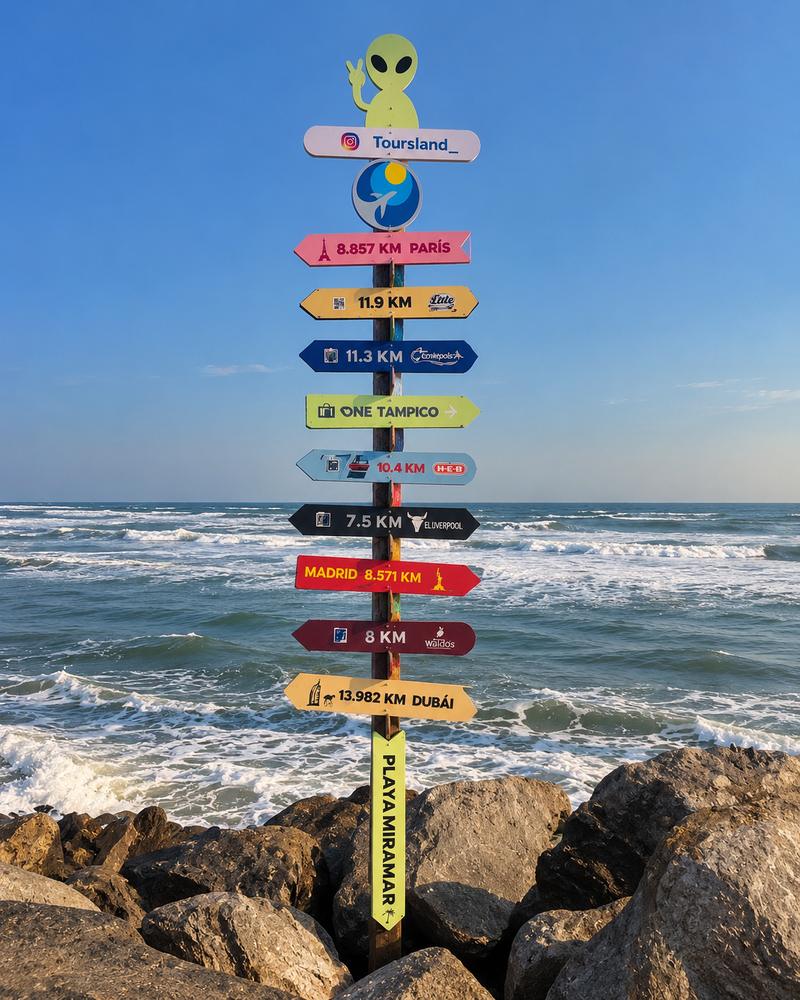 Toursland_
8.857 KM PARÍS
11.9 KM
11.3 KM
ONE TAMPICO →
10.4 KM H-E-B
7.5 KM EL LIVERPOOL
MADRID 8.571 KM
8 KM waldos
13.982 KM DUBÁI
PLAYA MIRAMAR